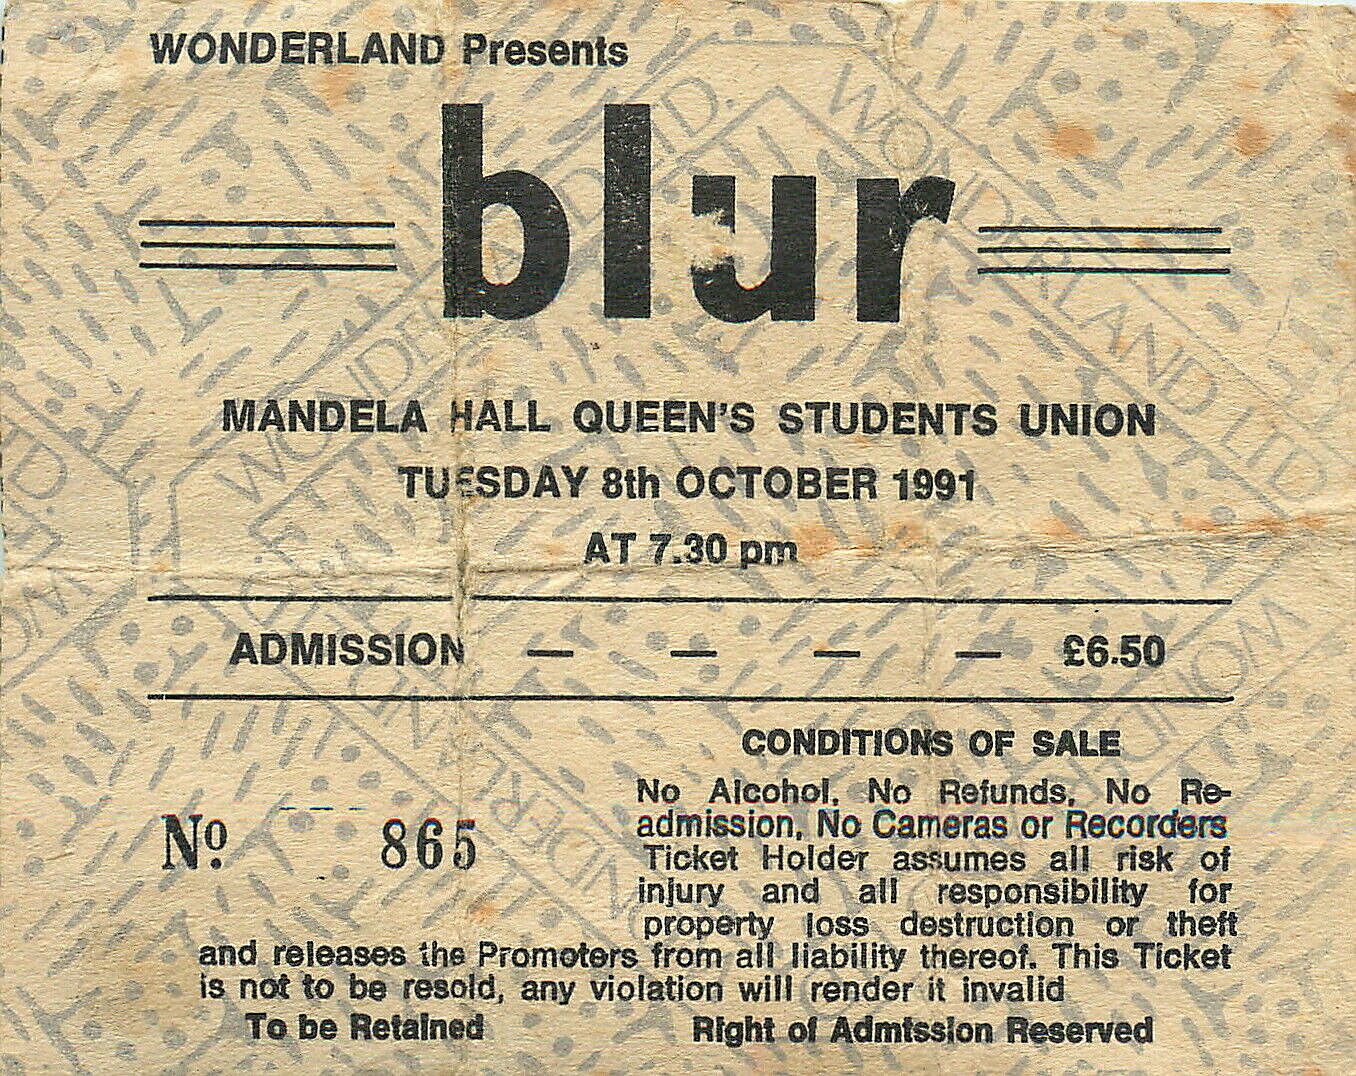 WONDERLAND Presents
blur
MANDELA HALL QUEEN'S STUDENTS UNION
TUESDAY 8th OCTOBER 1991
AT 7.30 pm
ADMISSION — — — — £6.50
CONDITIONS OF SALE
No Alcohol, No Refunds, No Re-
admission, No Cameras or Recorders
Ticket Holder assumes all risk of
injury and all responsibility for
property loss destruction or theft
and releases the Promoters from all liability thereof. This Ticket
is not to be resold, any violation will render it invalid
Nº. 865
To be Retained Right of Admission Reserved
WONDERLAND LTD.